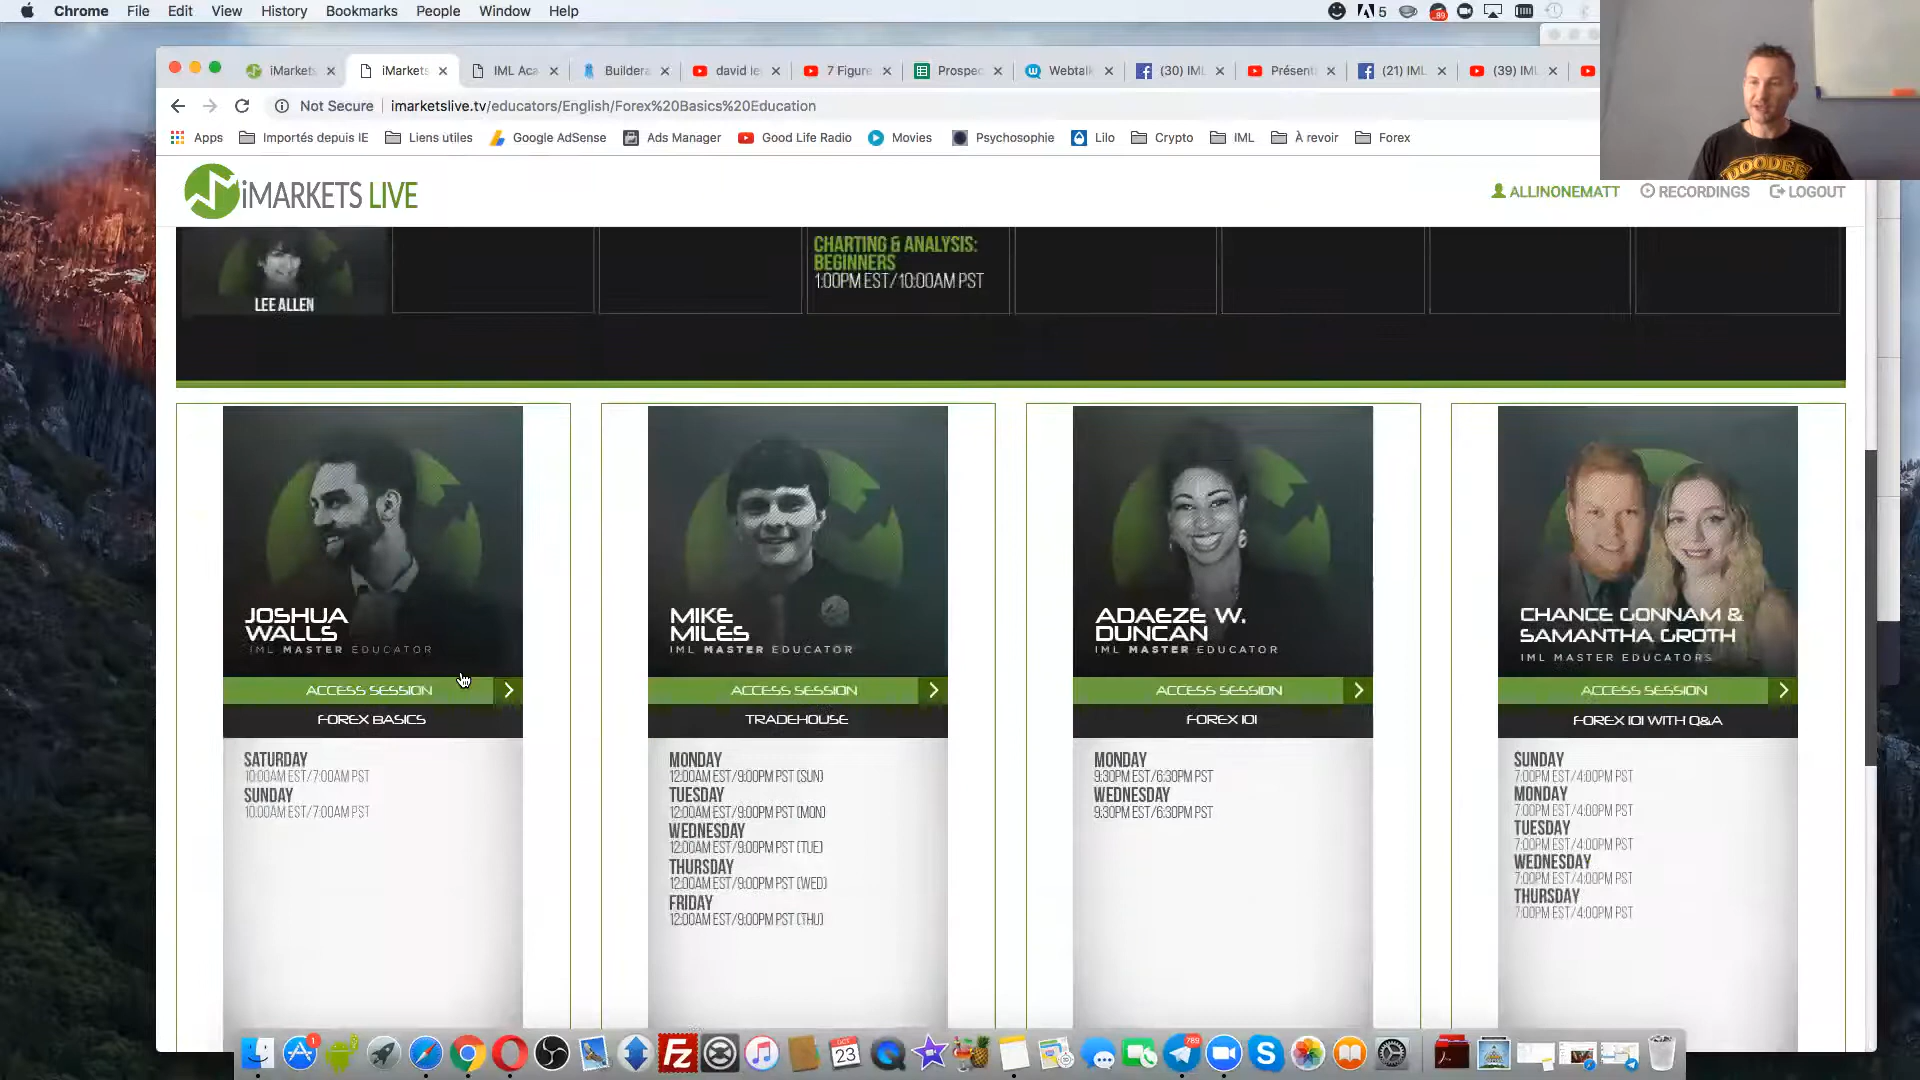 Chrome File Edit View History Bookmarks People Window Help
5
iMarkets
iMarkets
IML Aca
Buildera
david le
7 Figure
Prospec
Webtalk
(30) IML
Présent
(21) IML
(39) IML
Not Secure imarketslive.tv/educators/English/Forex%20Basics%20Education
Apps Importés depuis IE Liens utiles Google AdSense Ads Manager Good Life Radio Movies Psychosophie Lilo Crypto IML À revoir Forex
iMARKETS LIVE
ALLINONEMATT RECORDINGS LOGOUT
LEE ALLEN
CHARTING & ANALYSIS:
BEGINNERS
1:00PM EST/10:00AM PST
JOSHUA
WALLS
IML MASTER EDUCATOR
ACCESS SESSION
FOREX BASICS
SATURDAY
10:00AM EST/7:00AM PST
SUNDAY
10:00AM EST/7:00AM PST
MIKE
MILES
IML MASTER EDUCATOR
ACCESS SESSION
TRADEHOUSE
MONDAY
12:00AM EST/9:00PM PST (SUN)
TUESDAY
12:00AM EST/9:00PM PST (MON)
WEDNESDAY
12:00AM EST/9:00PM PST (TUE)
THURSDAY
12:00AM EST/9:00PM PST (WED)
FRIDAY
12:00AM EST/9:00PM PST (THU)
ADAEZE W.
DUNCAN
IML MASTER EDUCATOR
ACCESS SESSION
FOREX 101
MONDAY
9:30PM EST/6:30PM PST
WEDNESDAY
9:30PM EST/6:30PM PST
CHANCE GONNAM &
SAMANTHA GROTH
IML MASTER EDUCATORS
ACCESS SESSION
FOREX 101 WITH Q&A
SUNDAY
7:00PM EST/4:00PM PST
MONDAY
7:00PM EST/4:00PM PST
TUESDAY
7:00PM EST/4:00PM PST
WEDNESDAY
7:00PM EST/4:00PM PST
THURSDAY
7:00PM EST/4:00PM PST
OCT
23
789